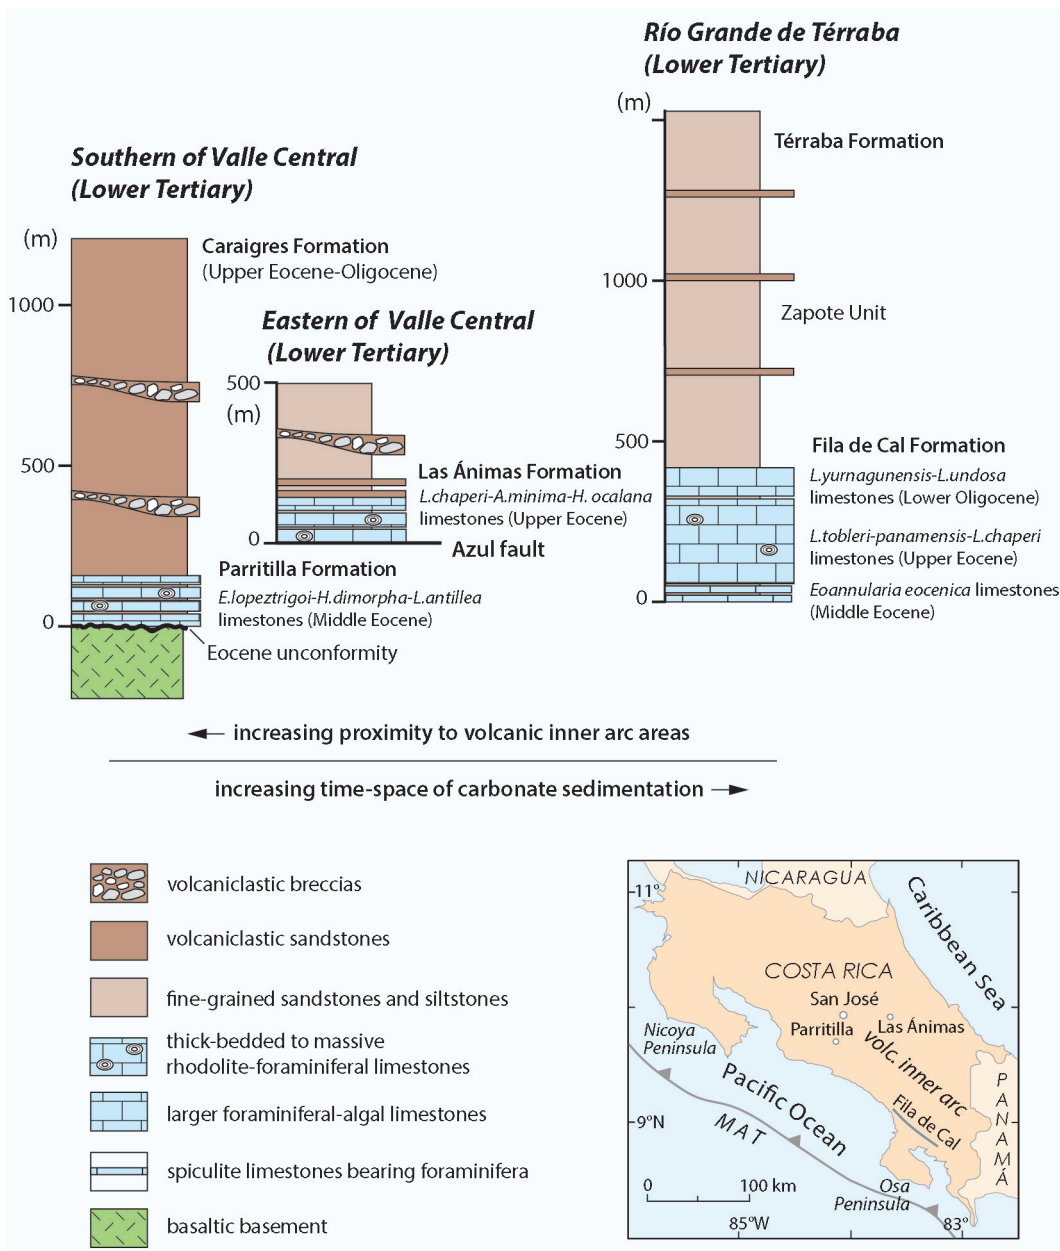 Río Grande de Térraba
(Lower Tertiary)
(m)
Térraba Formation
1000
Zapote Unit
500
Fila de Cal Formation
L.yurnagunensis-L.undosa
limestones (Lower Oligocene)
L.tobleri-panamensis-L.chaperi
limestones (Upper Eocene)
Eoannularia eocenica limestones
(Middle Eocene)
0
Southern of Valle Central
(Lower Tertiary)
(m)
Caraigres Formation
(Upper Eocene-Oligocene)
1000
500
0
Parritilla Formation
E.lopeztrigoi-H.dimorpha-L.antillea
limestones (Middle Eocene)
Eocene unconformity
Eastern of Valle Central
(Lower Tertiary)
500
(m)
Las Ánimas Formation
L.chaperi-A.minima-H. ocalana
limestones (Upper Eocene)
0
Azul fault
increasing proximity to volcanic inner arc areas
increasing time-space of carbonate sedimentation
volcaniclastic breccias
volcaniclastic sandstones
fine-grained sandstones and siltstones
thick-bedded to massive
rhodolite-foraminiferal limestones
larger foraminiferal-algal limestones
spiculite limestones bearing foraminifera
basaltic basement
NICARAGUA
11°
Caribbean Sea
COSTA RICA
San José
Parritilla
Las Ánimas
Nicoya
Peninsula
volc. inner arc
Pacific Ocean
PANAMÁ
Fila de Cal
9°N
MAT
0
100 km
Osa
Peninsula
85°W
83°